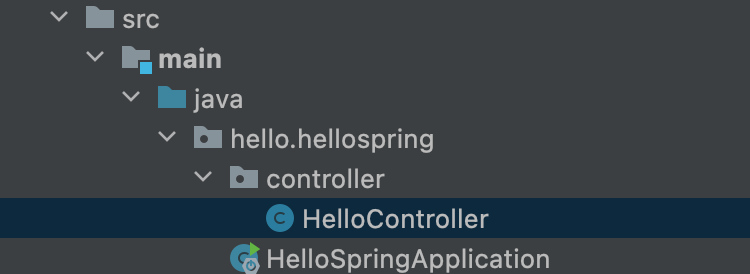 src
main
java
hello.hellospring
controller
HelloController
HelloSpringApplication